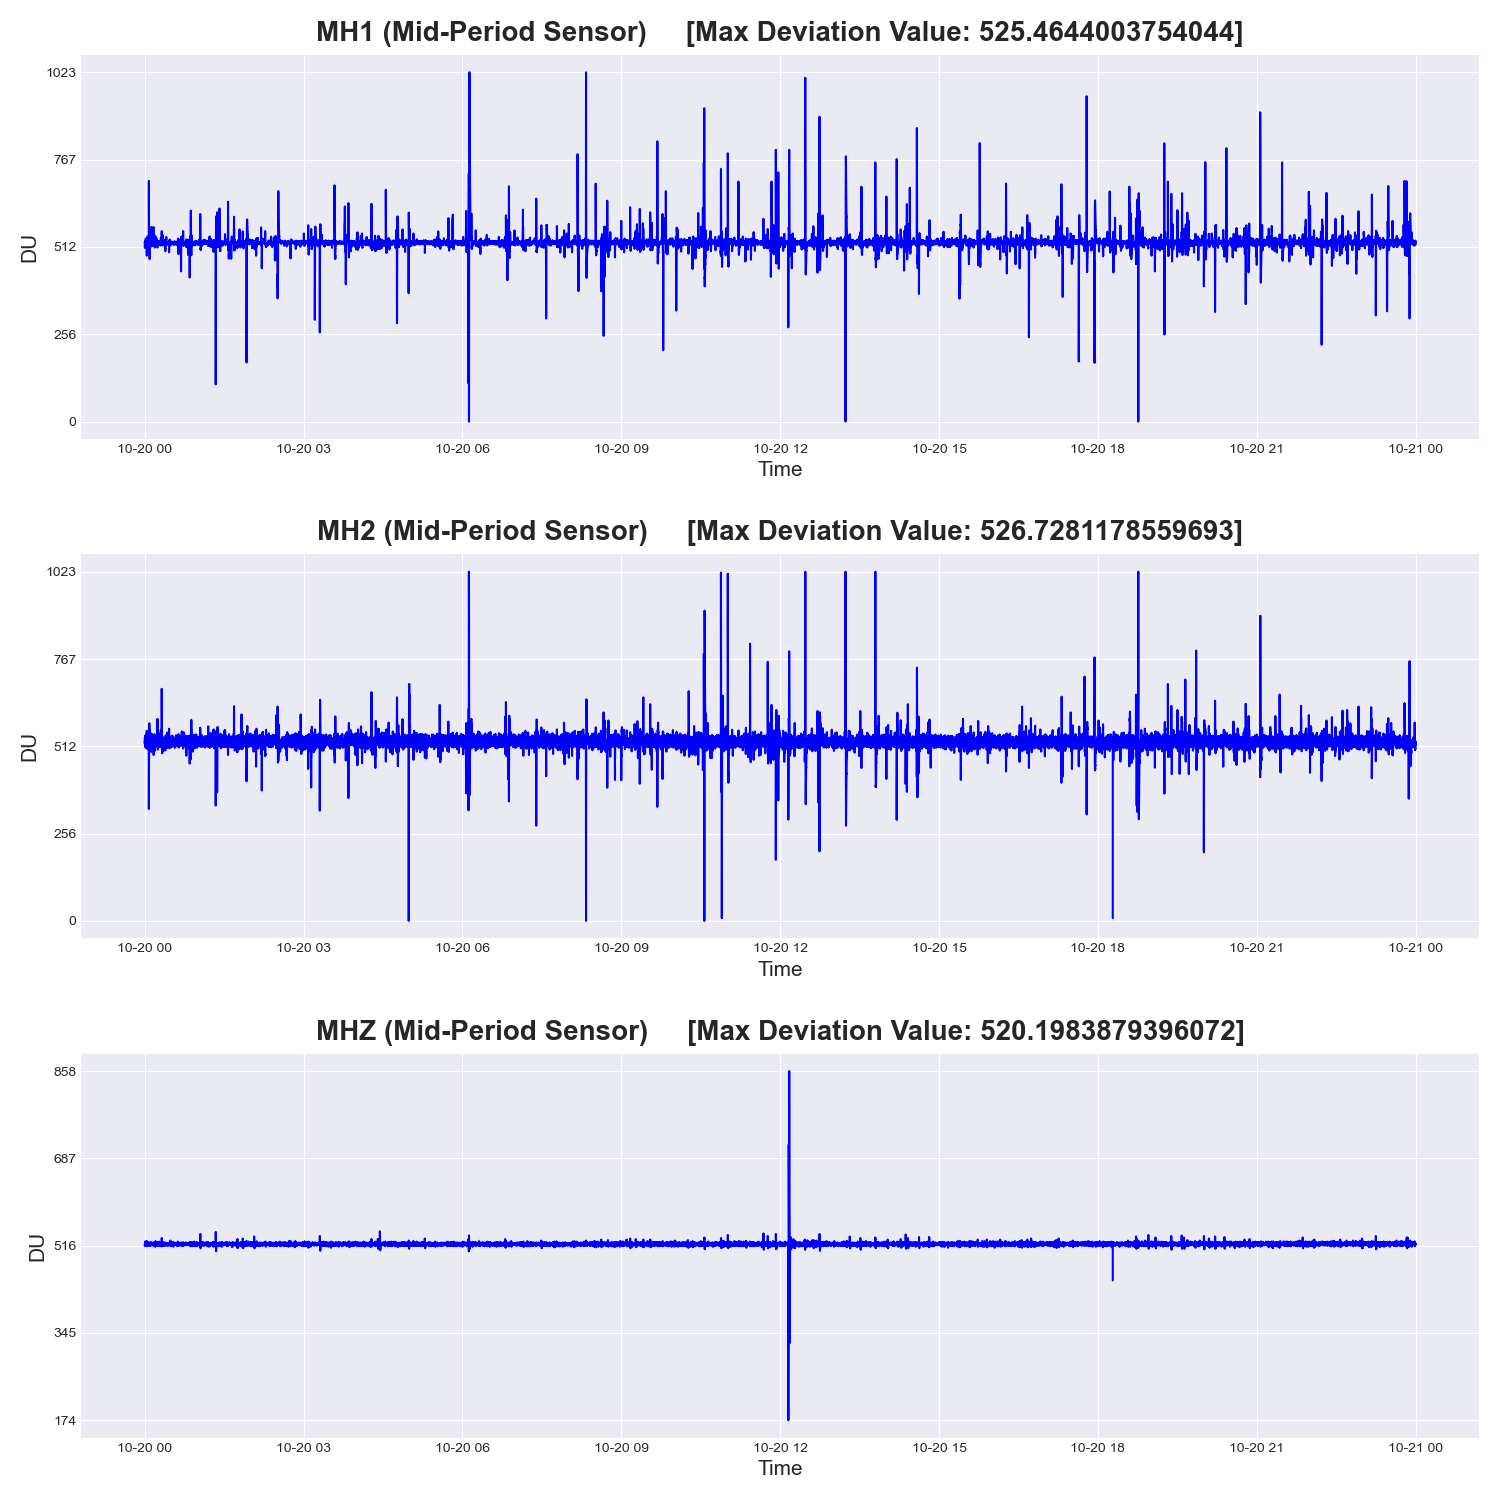 MH1 (Mid-Period Sensor) [Max Deviation Value: 525.4644003754044]
1023
767
512
256
0
DU
10-20 00 10-20 03 10-20 06 10-20 09 10-20 12 10-20 15 10-20 18 10-20 21 10-21 00
Time
MH2 (Mid-Period Sensor) [Max Deviation Value: 526.7281178559693]
1023
767
512
256
0
DU
10-20 00 10-20 03 10-20 06 10-20 09 10-20 12 10-20 15 10-20 18 10-20 21 10-21 00
Time
MHZ (Mid-Period Sensor) [Max Deviation Value: 520.1983879396072]
858
687
516
345
174
DU
10-20 00 10-20 03 10-20 06 10-20 09 10-20 12 10-20 15 10-20 18 10-20 21 10-21 00
Time